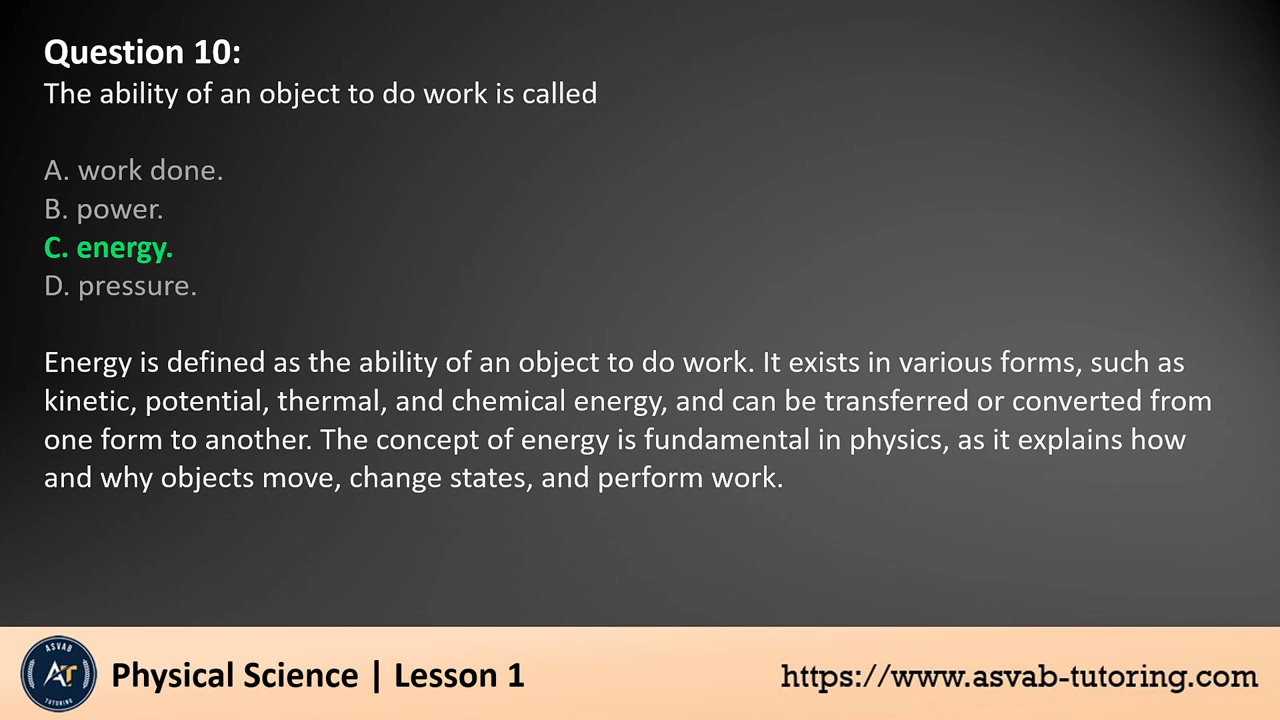 Question 10:
The ability of an object to do work is called
A. work done.
B. power.
C. energy.
D. pressure.
Energy is defined as the ability of an object to do work. It exists in various forms, such as
kinetic, potential, thermal, and chemical energy, and can be transferred or converted from
one form to another. The concept of energy is fundamental in physics, as it explains how
and why objects move, change states, and perform work.
ASVAB
AT
TUTORING
Physical Science | Lesson 1
https://www.asvab-tutoring.com